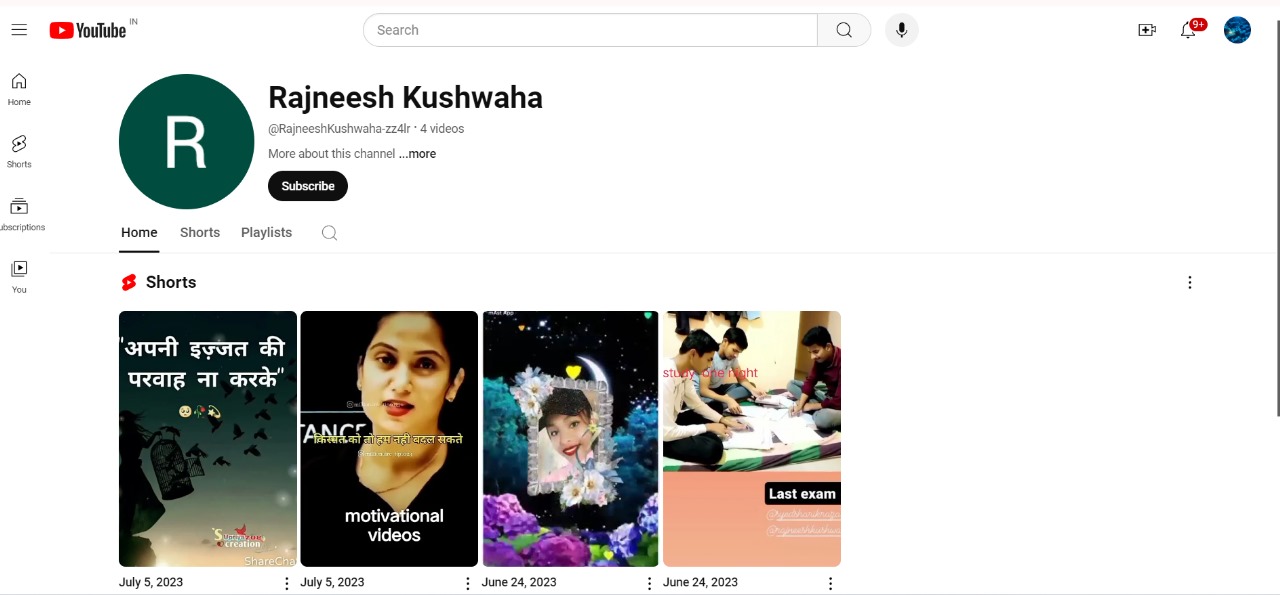 YouTube IN
Search
9+
Home
Shorts
ubscriptions
You
R
Rajneesh Kushwaha
@RajneeshKushwaha-zz4lr • 4 videos
More about this channel ...more
Subscribe
Home Shorts Playlists
Shorts
"अपनी इज़्जत की
परवाह ना करके"
creation
ShareCha
किस्मत को तो हम नही बदल सकते
motivational
videos
study one night
Last exam
July 5, 2023
July 5, 2023
June 24, 2023
June 24, 2023